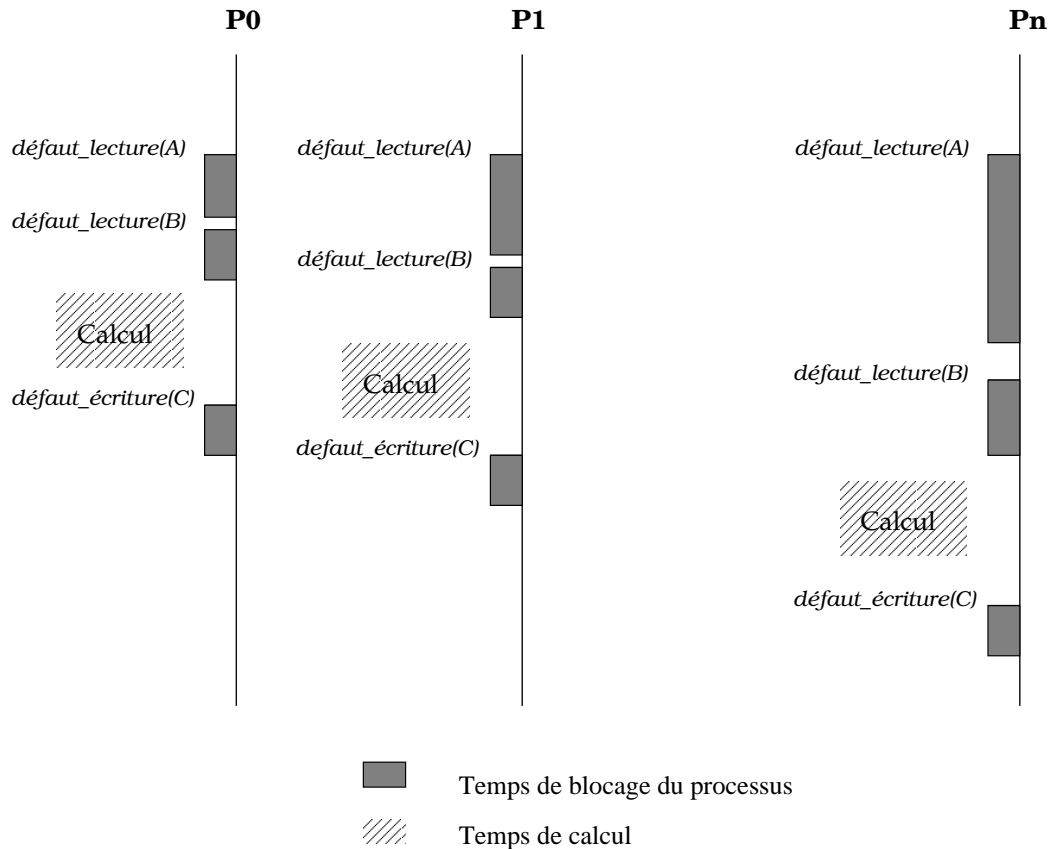 P0 P1 Pn
défaut_lecture(A) défaut_lecture(A) défaut_lecture(A)
défaut_lecture(B)
défaut_lecture(B)
Calcul
défaut_lecture(B)
Calcul
défaut_écriture(C)
defaut_écriture(C)
Calcul
défaut_écriture(C)
Temps de blocage du processus
Temps de calcul